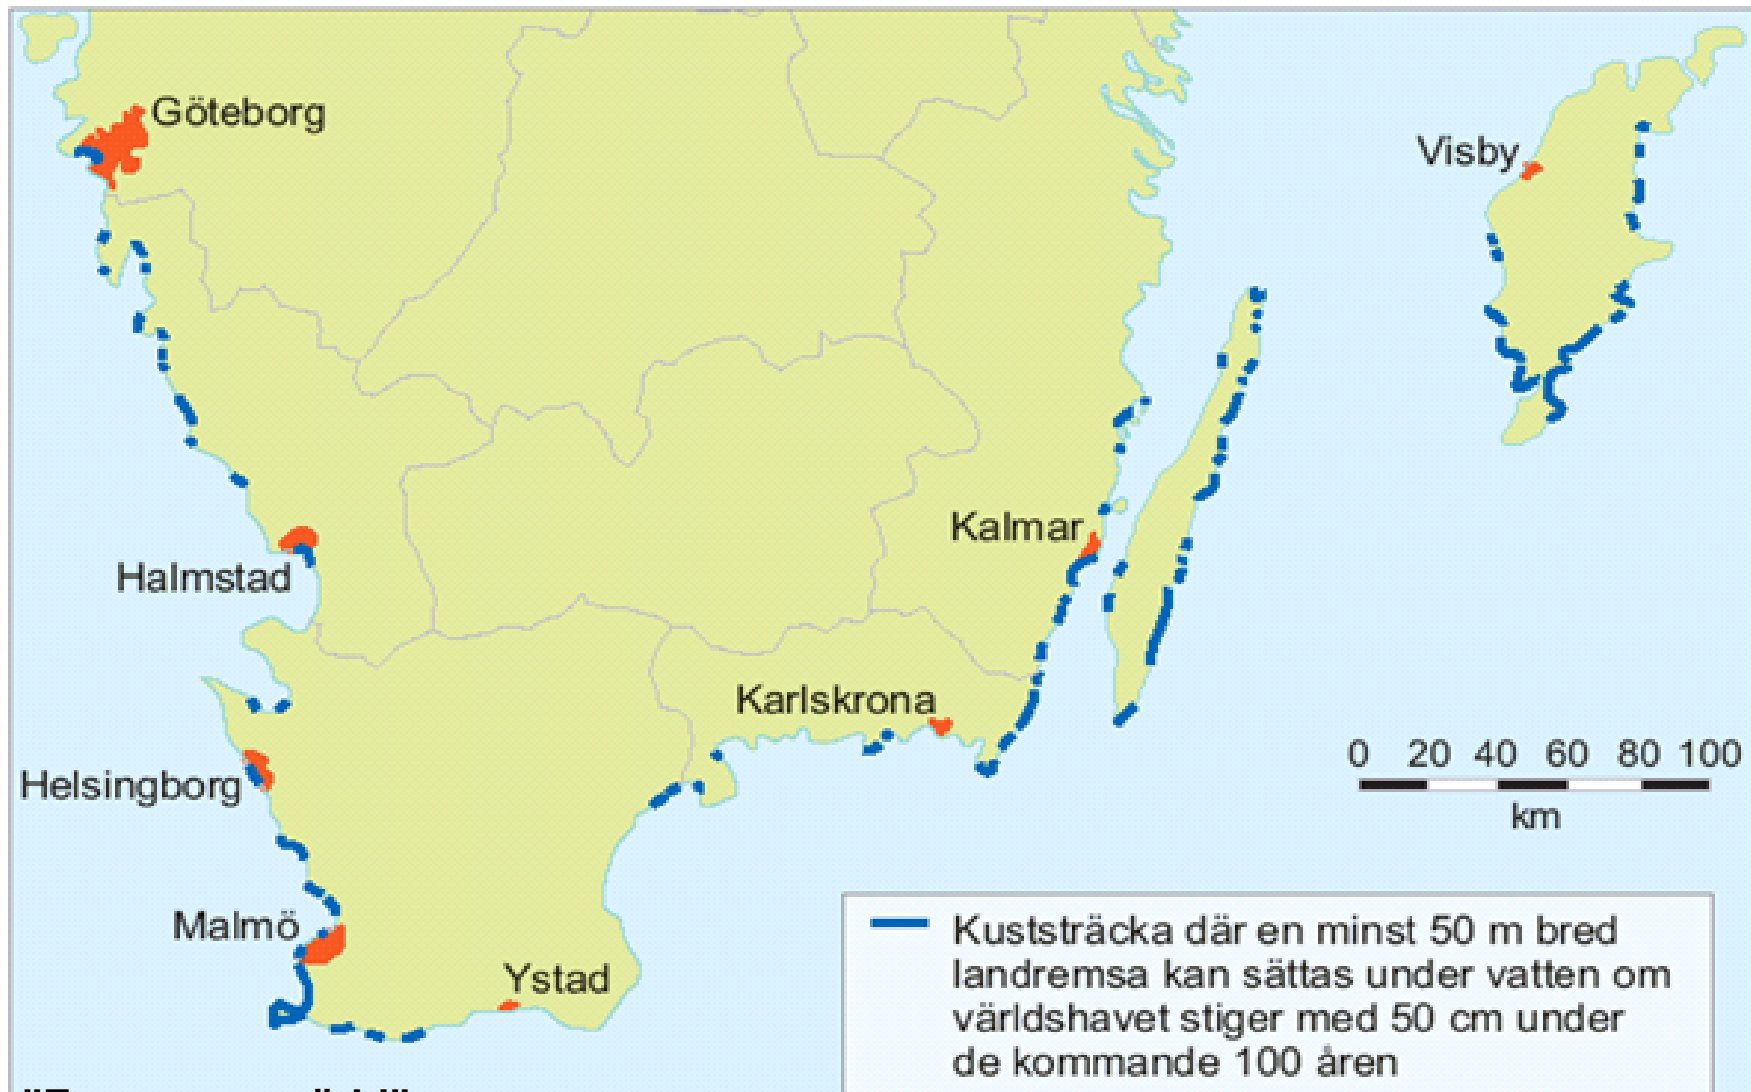 Göteborg
Visby
Kalmar
Halmstad
Karlskrona
0 20 40 60 80 100
km
Helsingborg
Malmö
Ystad
Kuststräcka där en minst 50 m bred
landremsa kan sättas under vatten om
världshavet stiger med 50 cm under
de kommande 100 åren